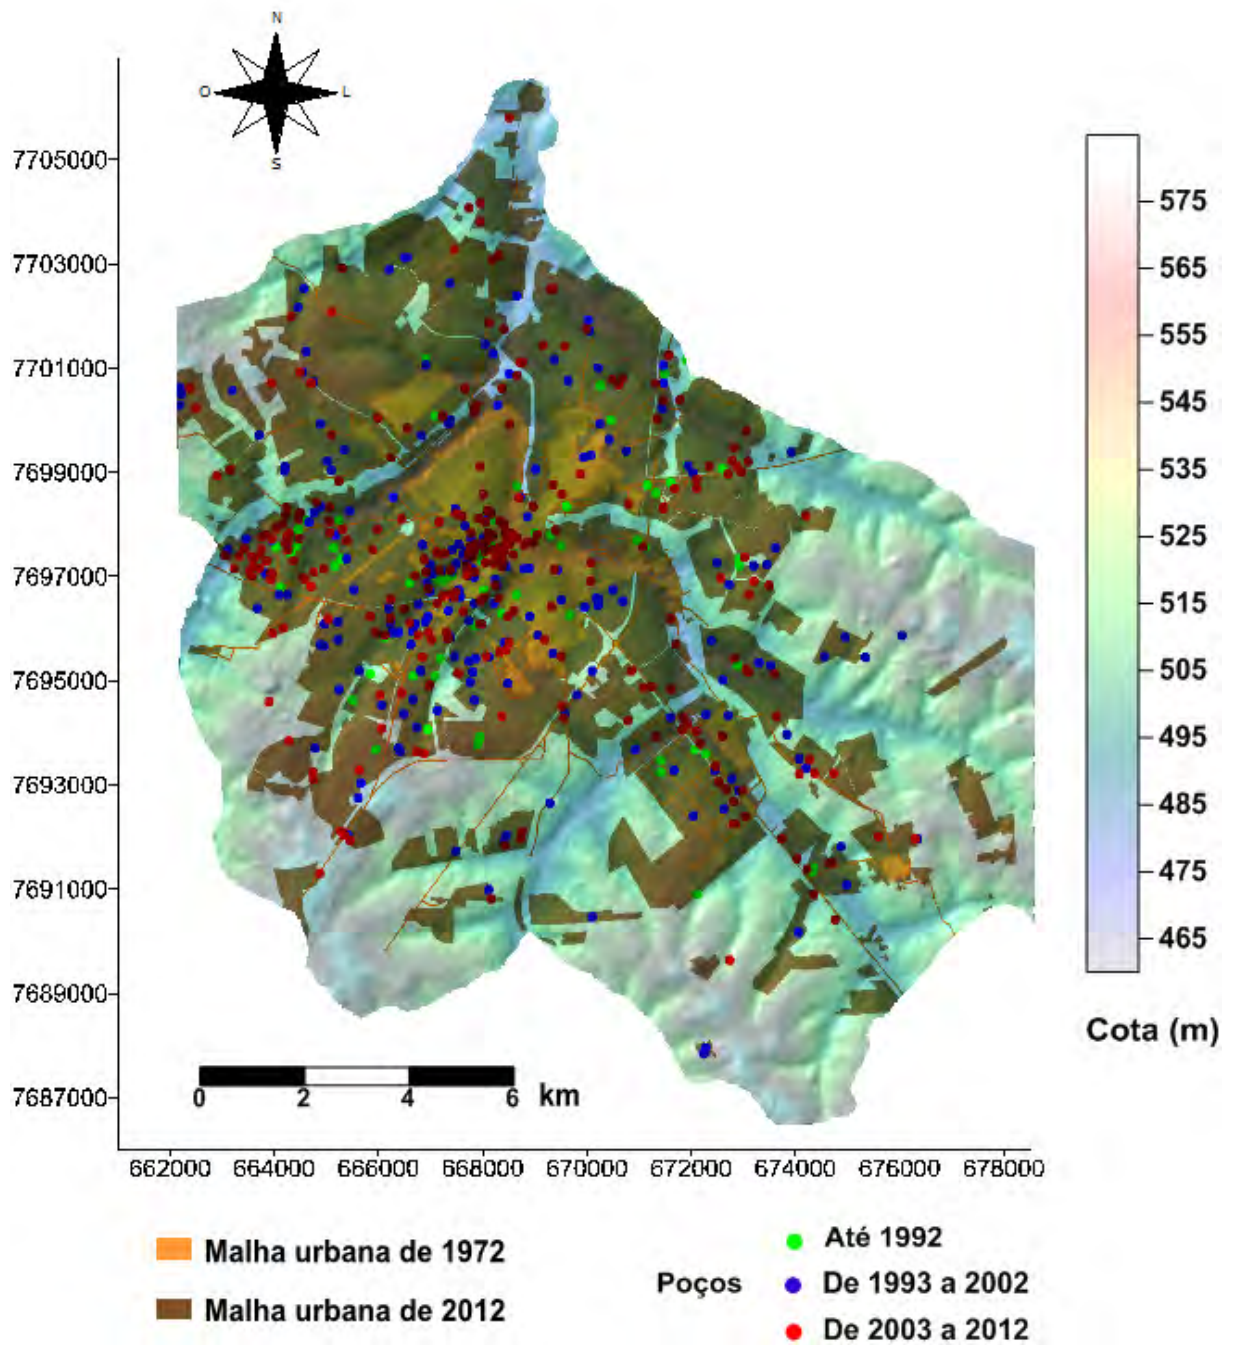 N
O
L
S
7705000
7703000
7701000
7699000
7697000
7695000
7693000
7691000
7689000
7687000
575
565
555
545
535
525
515
505
495
485
475
465
Cota (m)
0 2 4 6 km
662000 664000 666000 668000 670000 672000 674000 676000 678000
Malha urbana de 1972
Malha urbana de 2012
Poços
Até 1992
De 1993 a 2002
De 2003 a 2012